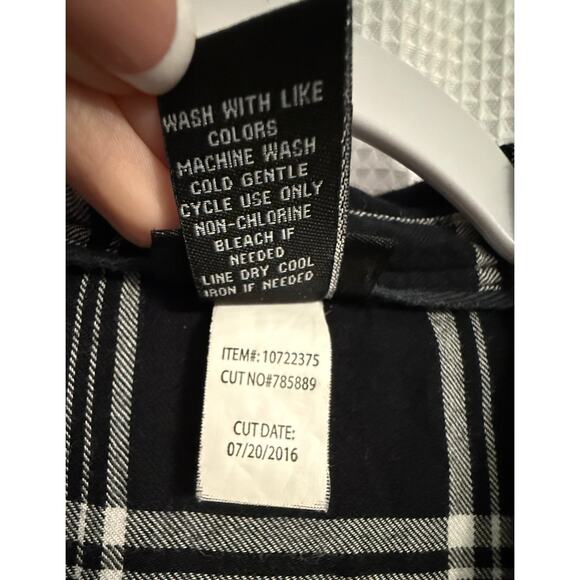 WASH WITH LIKE
COLORS
MACHINE WASH
COLD GENTLE
CYCLE USE ONLY
NON-CHLORINE
BLEACH IF
NEEDED
LINE DRY COOL
IRON IF NEEDED
ITEM#: 10722375
CUT NO#785889
CUT DATE:
07/20/2016